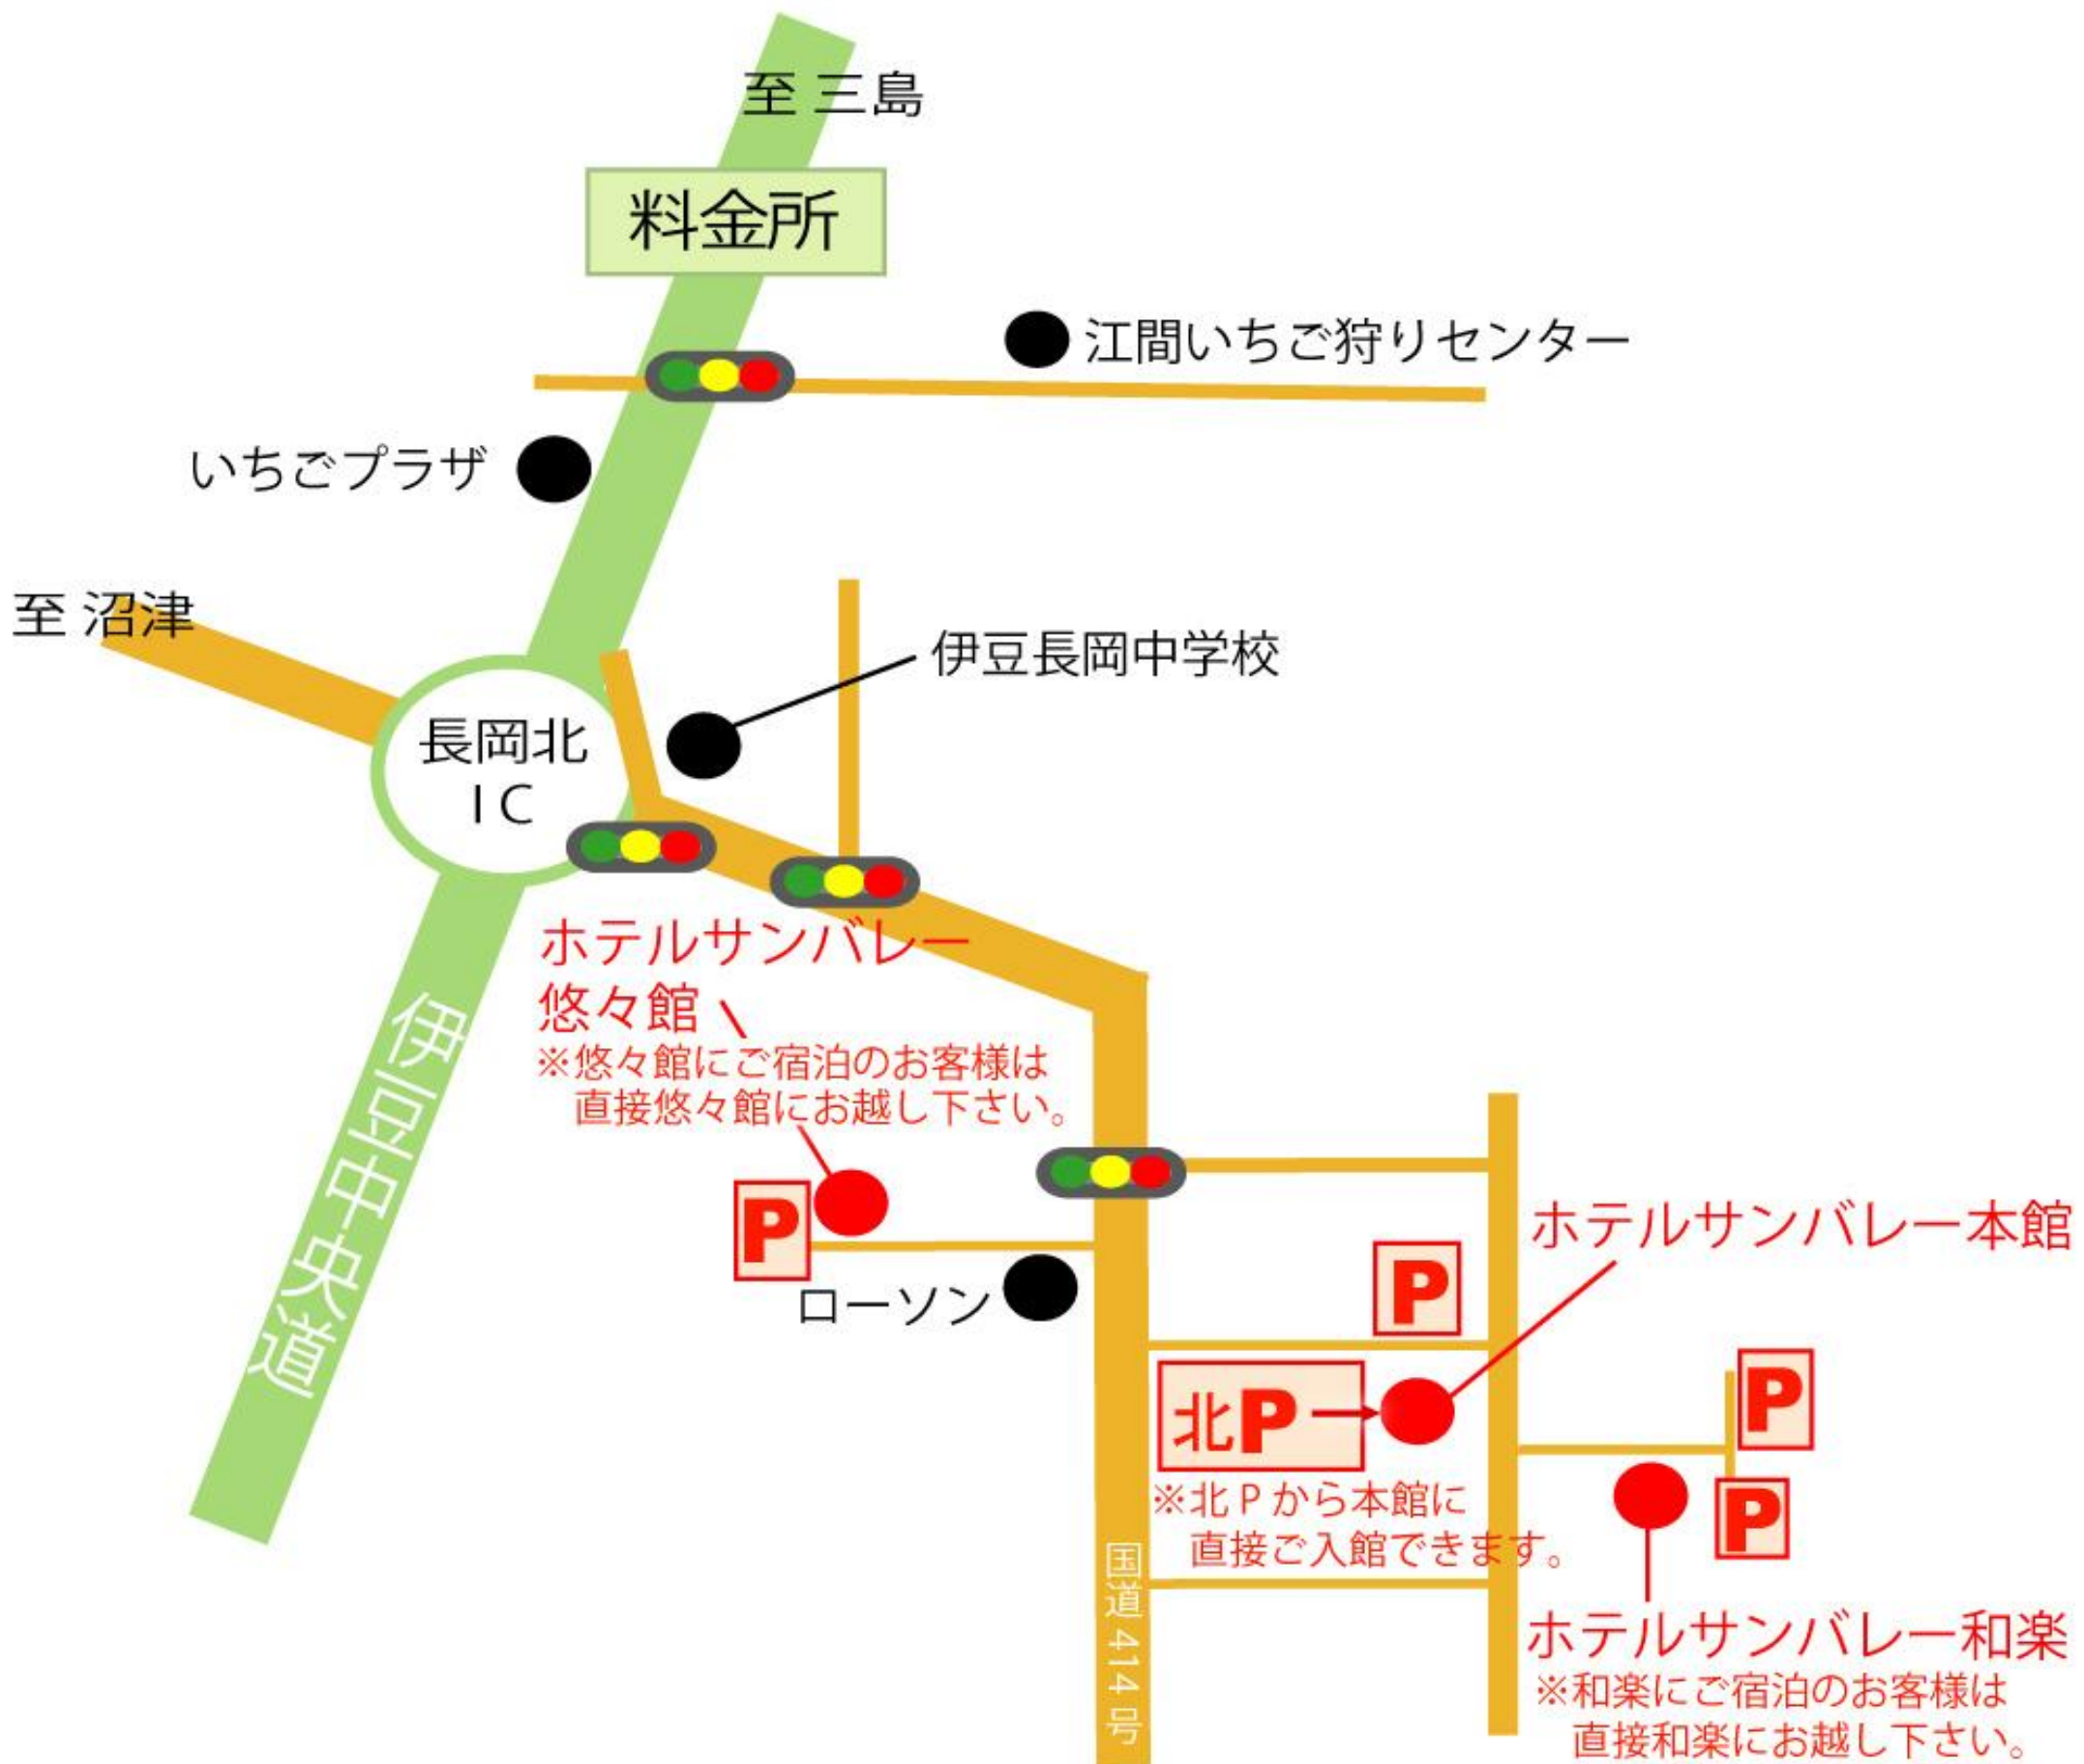 至 三島
料金所
江間いちご狩りセンター
いちごプラザ
至 沼津
伊豆長岡中学校
長岡北
IC
ホテルサンバレー
悠々館
※悠々館にご宿泊のお客様は
直接悠々館にお越し下さい。
伊豆中央道
P
ローソン
ホテルサンバレー本館
P
北P
※北Pから本館に
直接ご入館できます。
P
P
国道414号
ホテルサンバレー和楽
※和楽にご宿泊のお客様は
直接和楽にお越し下さい。